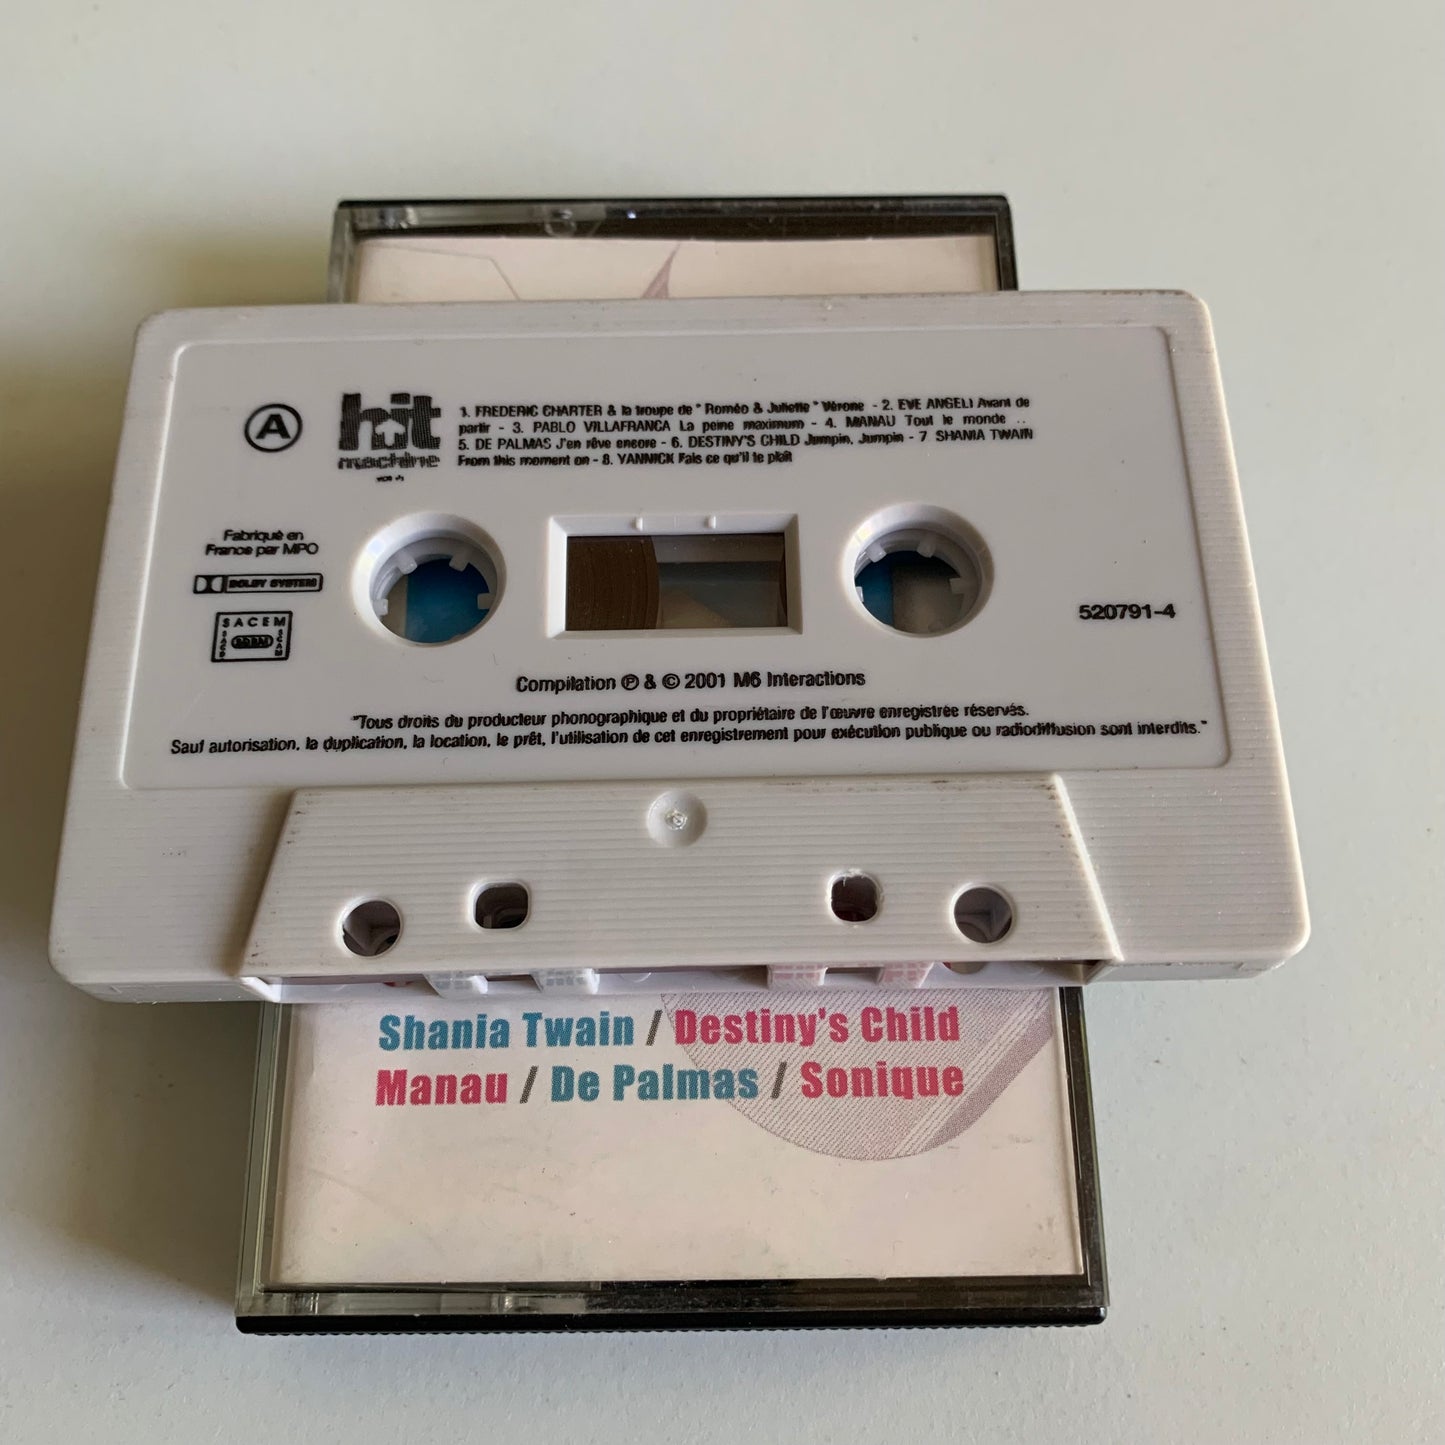 A
hit
machine
1. FREDERIC CHARTER & la troupe de " Roméo & Juliette " Vérone - 2. EVE ANGELI Avant de
partir - 3. PABLO VILLAFRANCA La peine maximum - 4. MANAU Tout le monde ..
5. DE PALMAS J'en rêve encore - 6. DESTINY'S CHILD Jumpin, Jumpin - 7 SHANIA TWAIN
From this moment on - 8. YANNICK Fais ce qu'il te plaît
Fabriqué en
France par MPO
DOLBY SYSTEM
SACEM
520791-4
Compilation ℗ & © 2001 M6 Interactions
"Tous droits du producteur phonographique et du propriétaire de l'œuvre enregistrée réservés.
Sauf autorisation, la duplication, la location, le prêt, l'utilisation de cet enregistrement pour exécution publique ou radiodiffusion sont interdits."
Shania Twain / Destiny's Child
Manau / De Palmas / Sonique